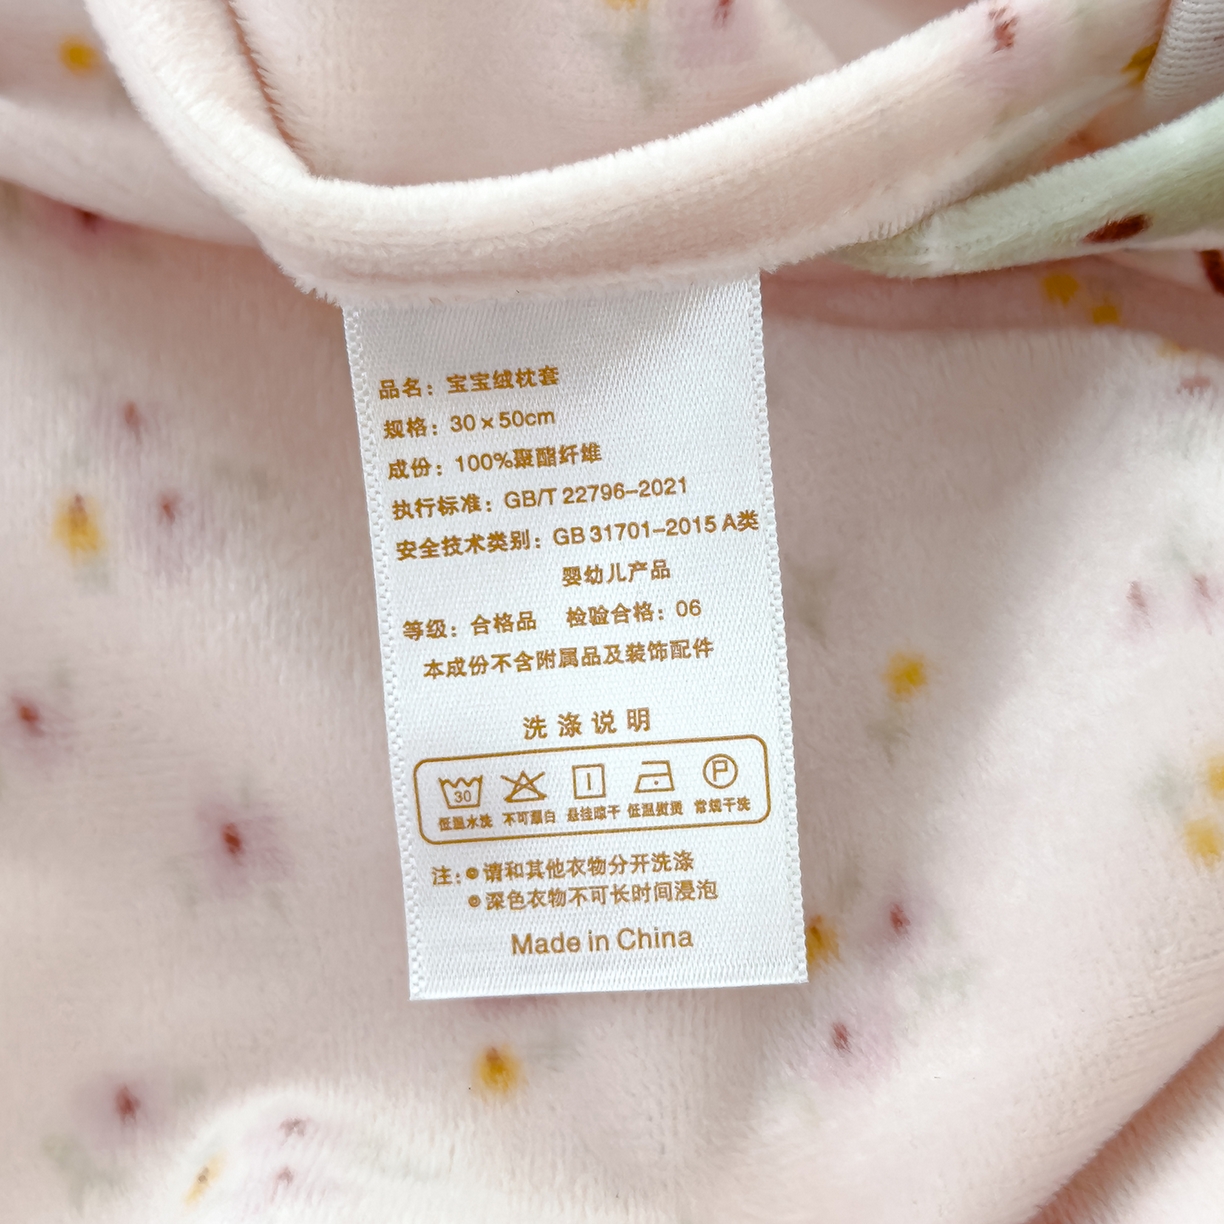 品名：宝宝绒枕套
规格：30×50cm
成份：100%聚酯纤维
执行标准：GB/T 22796–2021
安全技术类别：GB 31701–2015 A类
婴幼儿产品
等级：合格品 检验合格：06
本成份不含附属品及装饰配件
洗涤说明
30
P
低温水洗 不可漂白 悬挂晾干 低温熨烫 常规干洗
注：●请和其他衣物分开洗涤
●深色衣物不可长时间浸泡
Made in China